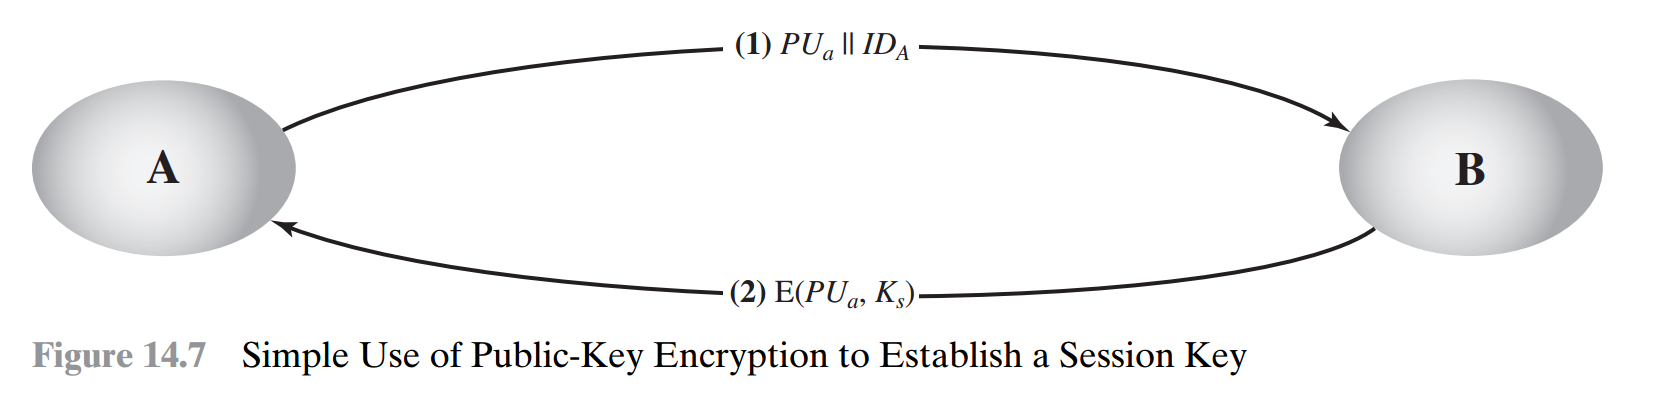 (1) PUa || IDA
A
B
(2) E(PUa, Ks)
Figure 14.7 Simple Use of Public-Key Encryption to Establish a Session Key